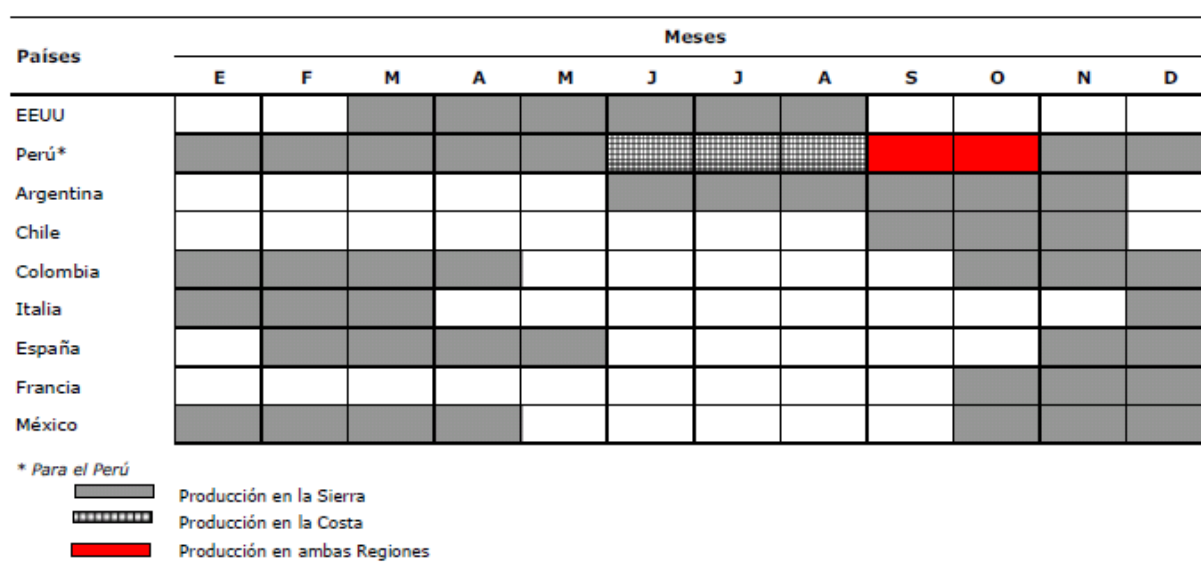 Meses
Países
E F M A M J J A S O N D
EEUU
Perú*
Argentina
Chile
Colombia
Italia
España
Francia
México
* Para el Perú
Producción en la Sierra
Producción en la Costa
Producción en ambas Regiones